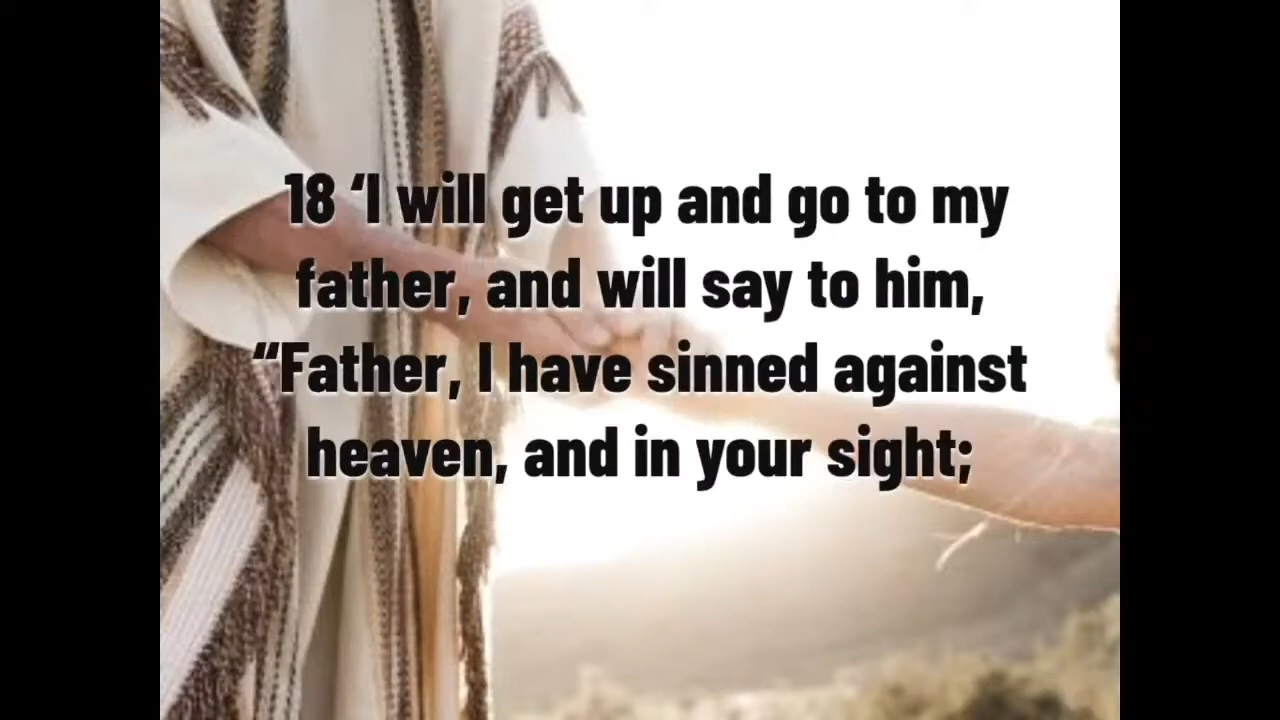 18 ‘I will get up and go to my
father, and will say to him,
“Father, I have sinned against
heaven, and in your sight;